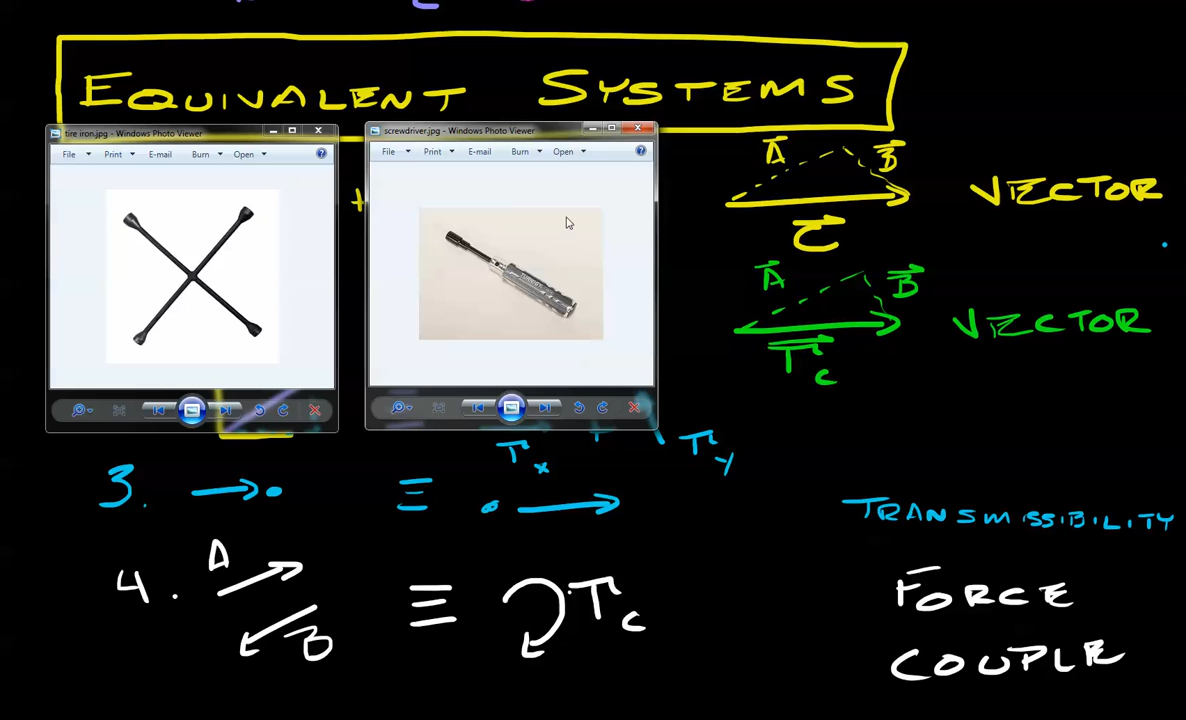 EQUIVALENT SYSTEMS
tire iron.jpg - Windows Photo Viewer
File Print E-mail Burn Open
screwdriver.jpg - Windows Photo Viewer
File Print E-mail Burn Open
A B VECTOR
C
A B VECTOR
T C
T x T y
3. ≡ TRANSMISSIBILITY
4. A B ≡ T C FORCE
COUPLE